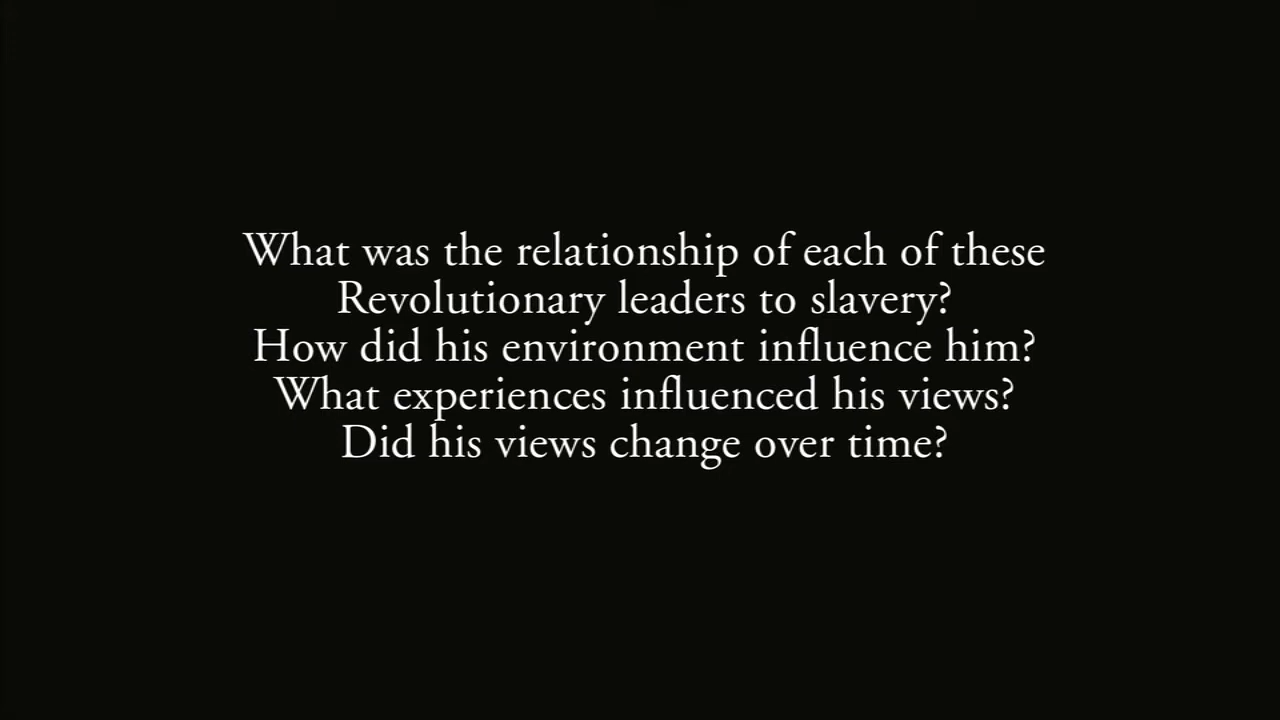 What was the relationship of each of these
Revolutionary leaders to slavery?
How did his environment influence him?
What experiences influenced his views?
Did his views change over time?